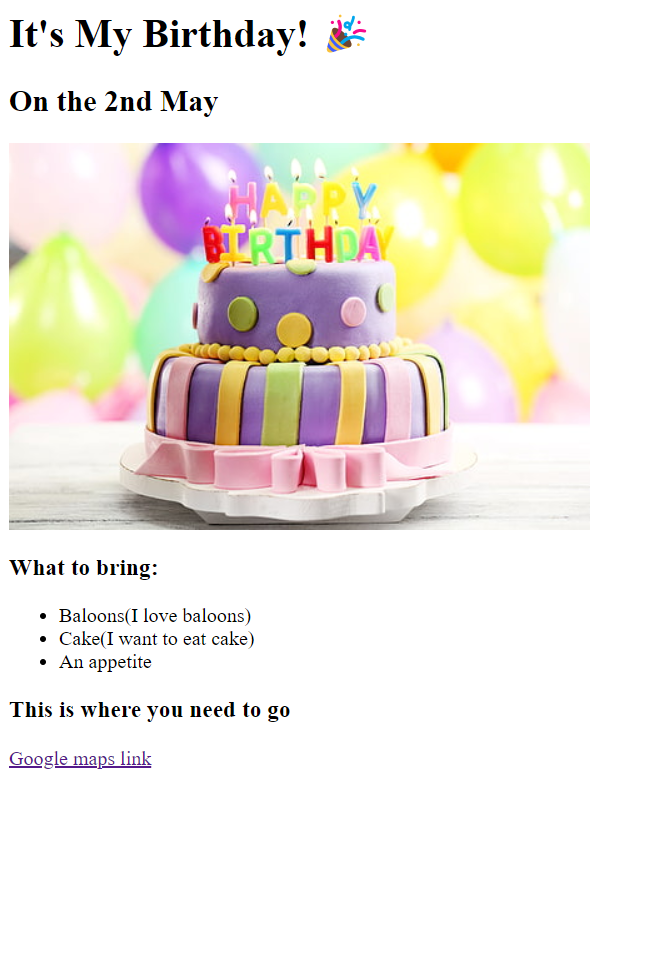 It's My Birthday! 🎉
On the 2nd May
HAPPY
BIRTHDAY
What to bring:
Baloons(I love baloons)
Cake(I want to eat cake)
An appetite
This is where you need to go
Google maps link